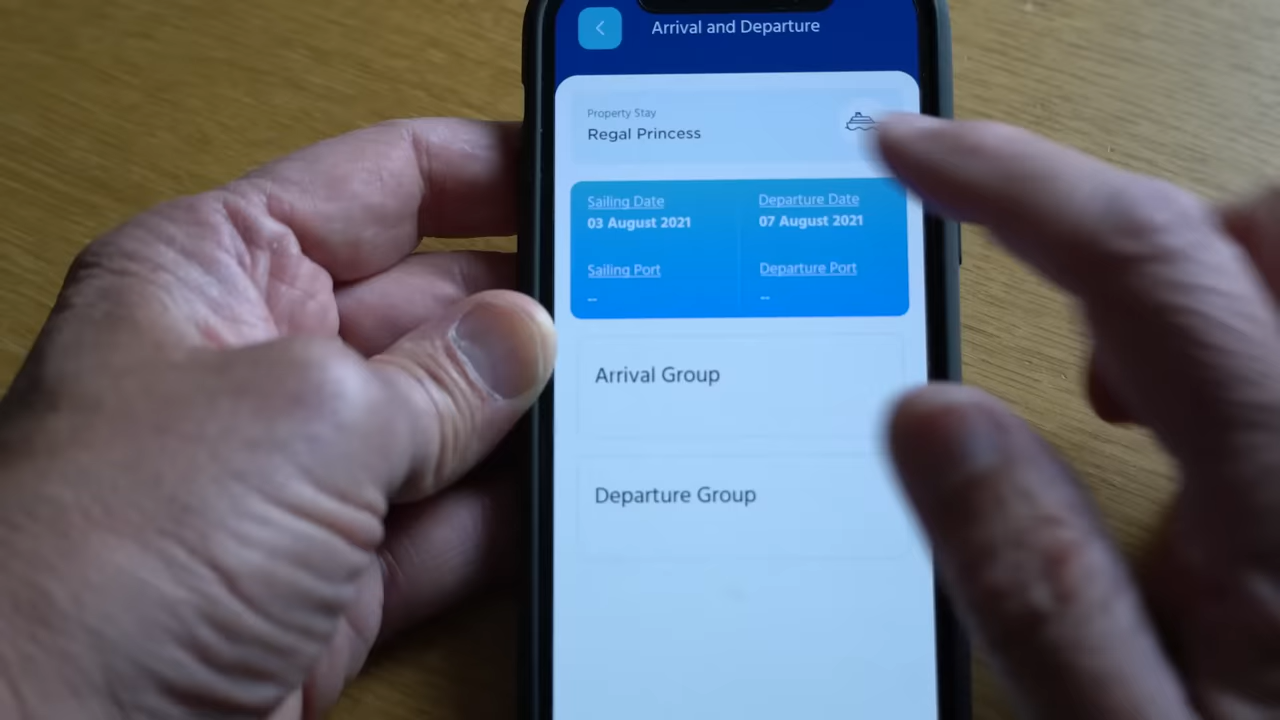 Arrival and Departure
Property Stay
Regal Princess
Sailing Date
Departure Date
03 August 2021
07 August 2021
Sailing Port
Departure Port
--
--
Arrival Group
Departure Group